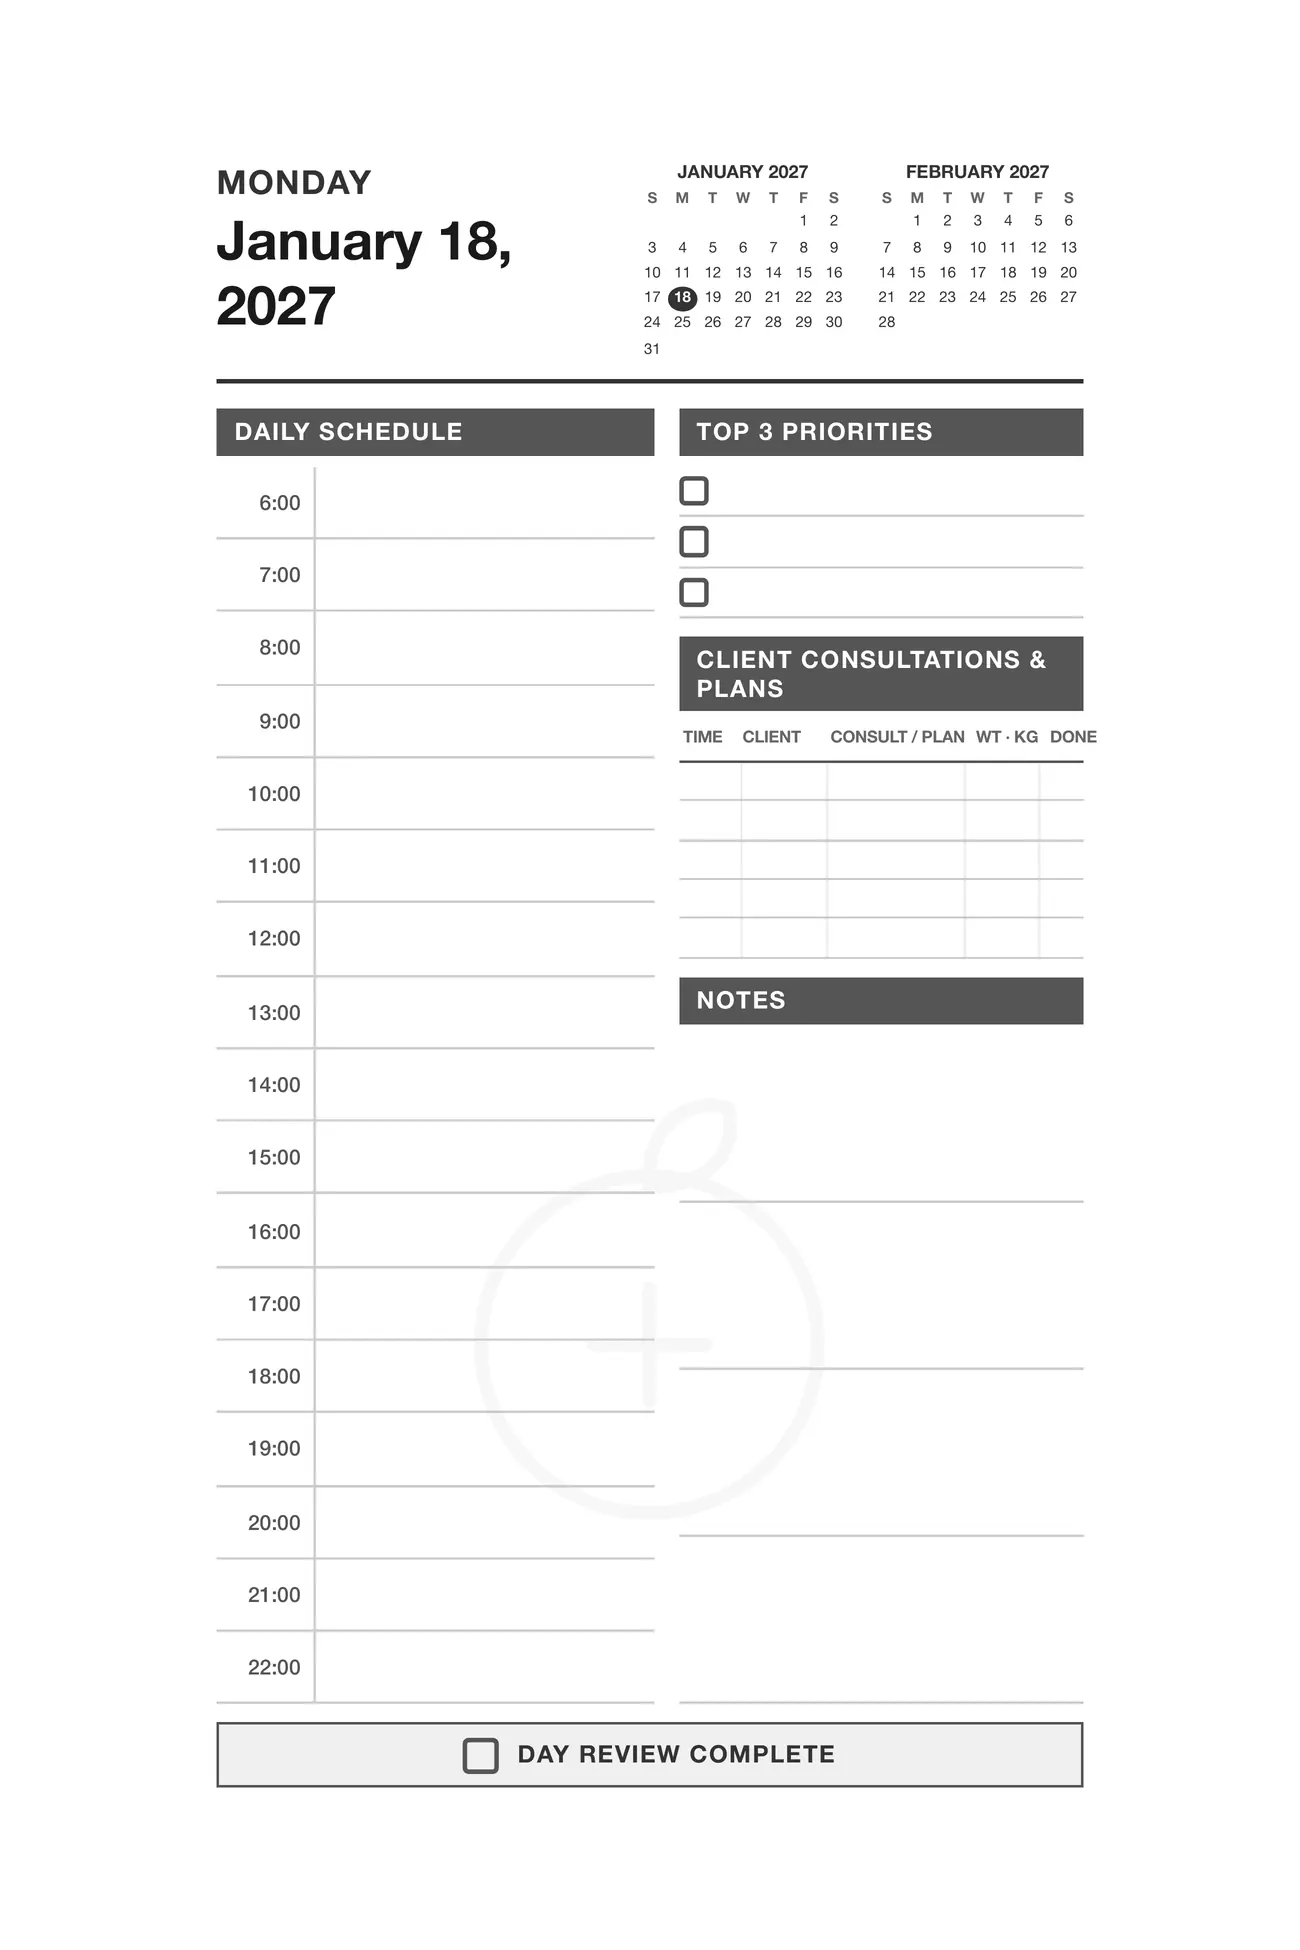 MONDAY
January 18,
2027
JANUARY 2027
S M T W T F S
1 2
3 4 5 6 7 8 9
10 11 12 13 14 15 16
17 18 19 20 21 22 23
24 25 26 27 28 29 30
31
FEBRUARY 2027
S M T W T F S
1 2 3 4 5 6
7 8 9 10 11 12 13
14 15 16 17 18 19 20
21 22 23 24 25 26 27
28
DAILY SCHEDULE
6:00
7:00
8:00
9:00
10:00
11:00
12:00
13:00
14:00
15:00
16:00
17:00
18:00
19:00
20:00
21:00
22:00
TOP 3 PRIORITIES
CLIENT CONSULTATIONS &
PLANS
TIME CLIENT CONSULT / PLAN WT · KG DONE
NOTES
DAY REVIEW COMPLETE